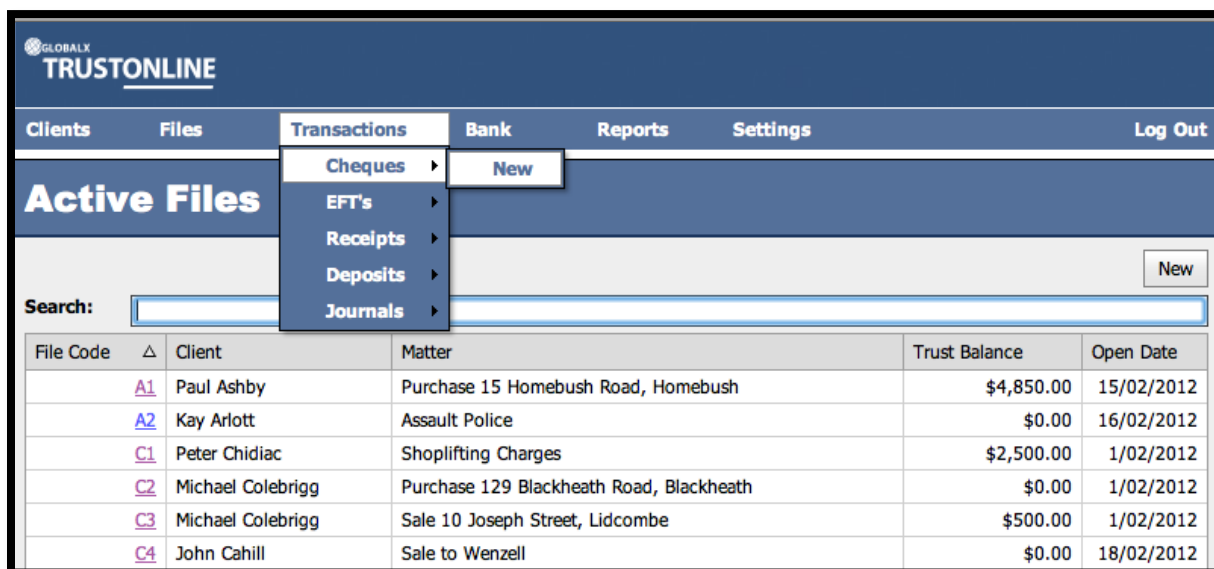 GLOBALX
TRUSTONLINE
Clients Files Transactions Bank Reports Settings Log Out
Cheques New
Active Files EFT's
Receipts
New
Deposits
Search: Journals
File Code Client Matter Trust Balance Open Date
A1 Paul Ashby Purchase 15 Homebush Road, Homebush $4,850.00 15/02/2012
A2 Kay Arlott Assault Police $0.00 16/02/2012
C1 Peter Chidiac Shoplifting Charges $2,500.00 1/02/2012
C2 Michael Colebrigg Purchase 129 Blackheath Road, Blackheath $0.00 1/02/2012
C3 Michael Colebrigg Sale 10 Joseph Street, Lidcombe $500.00 1/02/2012
C4 John Cahill Sale to Wenzell $0.00 18/02/2012